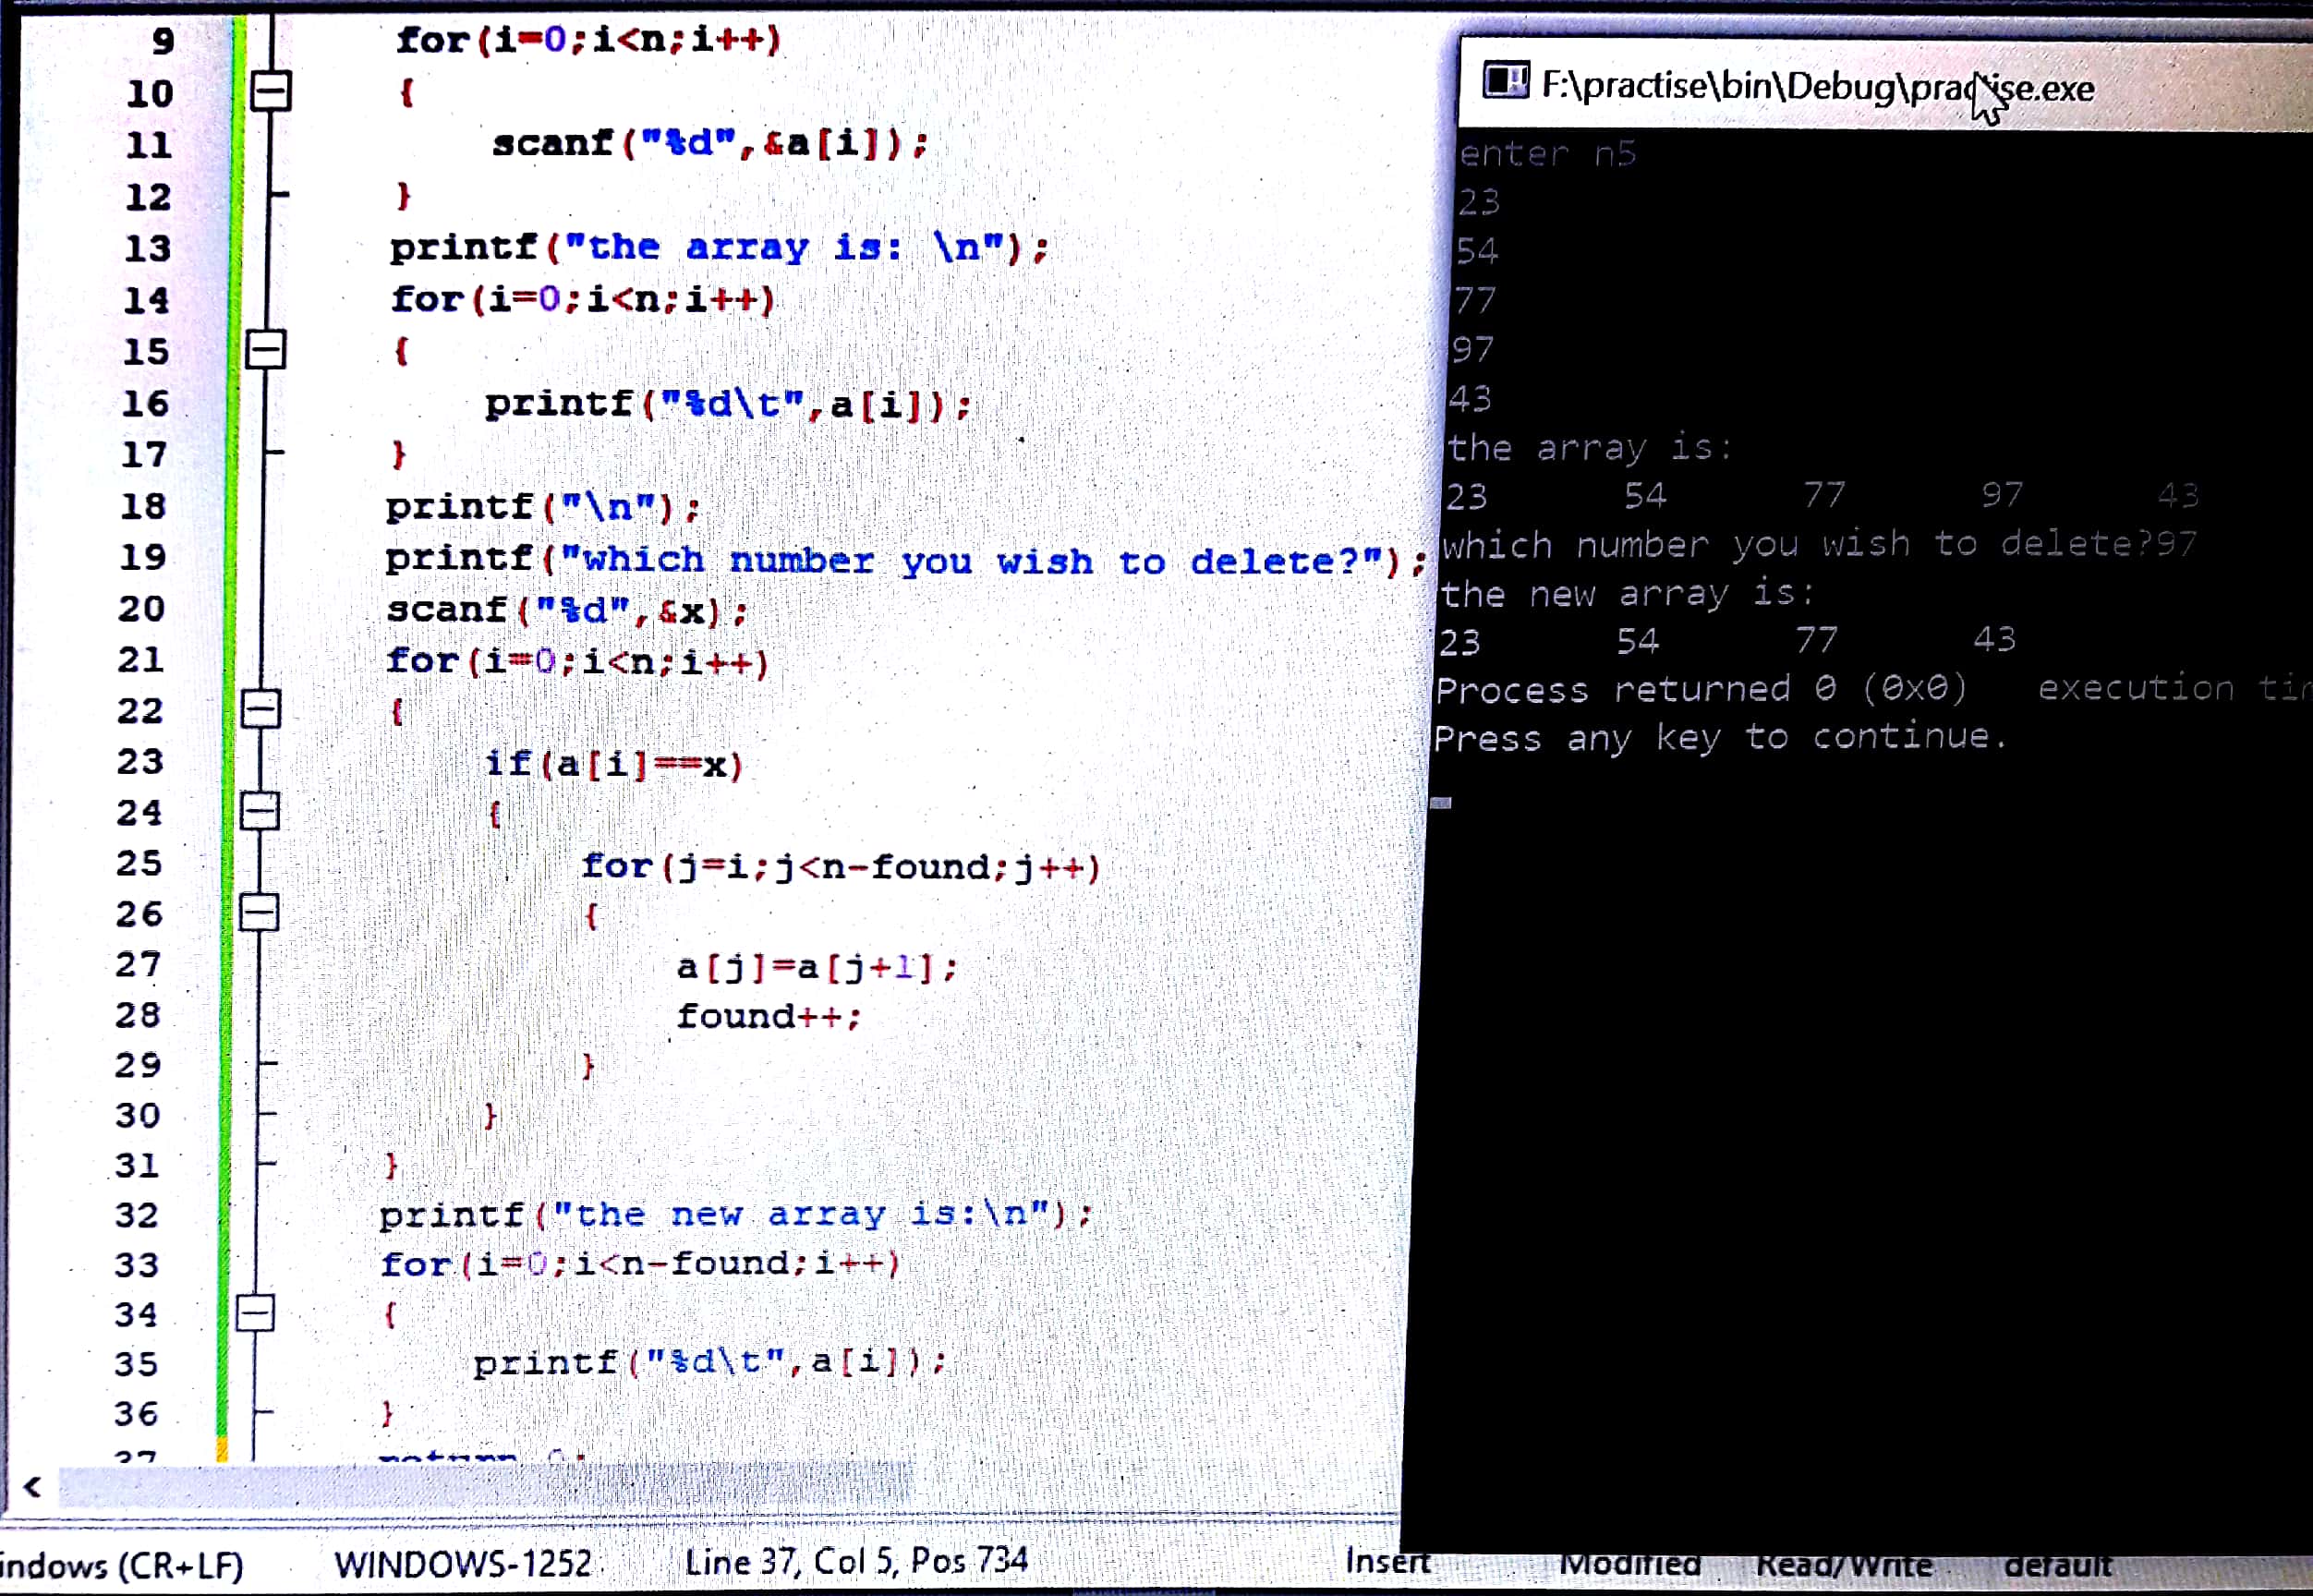 9 for(i=0;i<n;i++)
10 {
11 scanf("%d",&a[i]);
12 }
13 printf("the array is: \n");
14 for(i=0;i<n;i++)
15 {
16 printf("%d\t",a[i]);
17 }
18 printf("\n");
19 printf("which number you wish to delete?");
20 scanf("%d",&x);
21 for(i=0;i<n;i++)
22 {
23 if(a[i]==x)
24 {
25 for(j=i;j<n-found;j++)
26 {
27 a[j]=a[j+1];
28 found++;
29 }
30 }
31 }
32 printf("the new array is:\n");
33 for(i=0;i<n-found;i++)
34 {
35 printf("%d\t",a[i]);
36 }
<
indows (CR+LF) WINDOWS-1252 Line 37, Col 5, Pos 734 Insert Modified Read/Write default
F:\practise\bin\Debug\practise.exe
enter n5
23
54
77
97
43
the array is:
23 54 77 97 43
which number you wish to delete?97
the new array is:
23 54 77 43
Process returned 0 (0x0) execution
Press any key to continue.